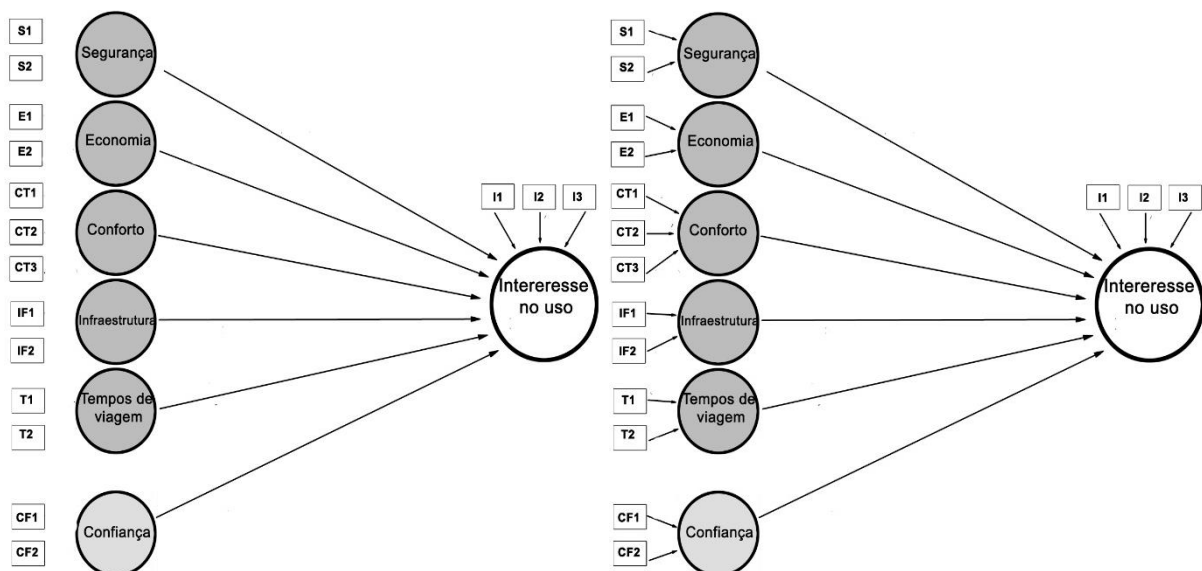 S1
S2
Segurança
E1
E2
Economia
CT1
CT2
CT3
Conforto
IF1
IF2
Infraestrutura
T1
T2
Tempos de
viagem
CF1
CF2
Confiança
I1 I2 I3
Intereresse
no uso
S1
S2
Segurança
E1
E2
Economia
CT1
CT2
CT3
Conforto
IF1
IF2
Infraestrutura
T1
T2
Tempos de
viagem
CF1
CF2
Confiança
I1 I2 I3
Intereresse
no uso